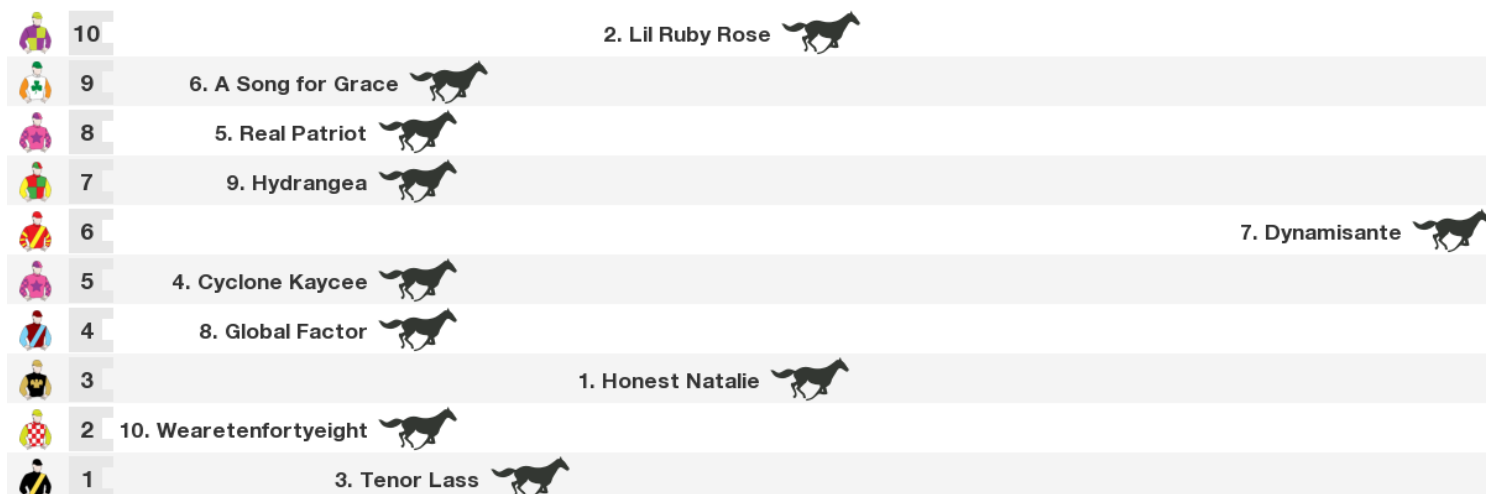 10 2. Lil Ruby Rose
9 6. A Song for Grace
8 5. Real Patriot
7 9. Hydrangea
6 7. Dynamisante
5 4. Cyclone Kaycee
4 8. Global Factor
3 1. Honest Natalie
2 10. Wearetenfortyeight
1 3. Tenor Lass